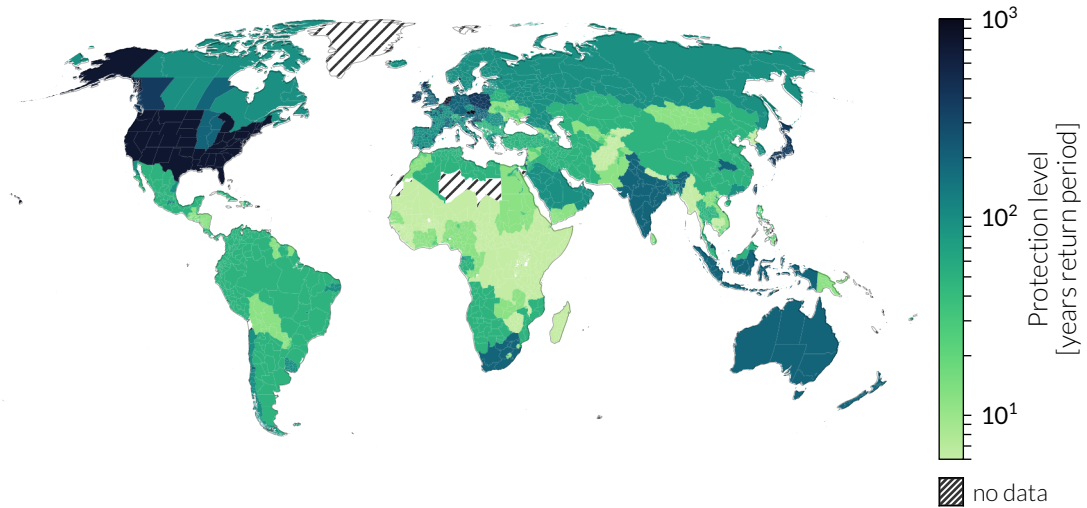 10³
10²
10¹
Protection level
[years return period]
no data